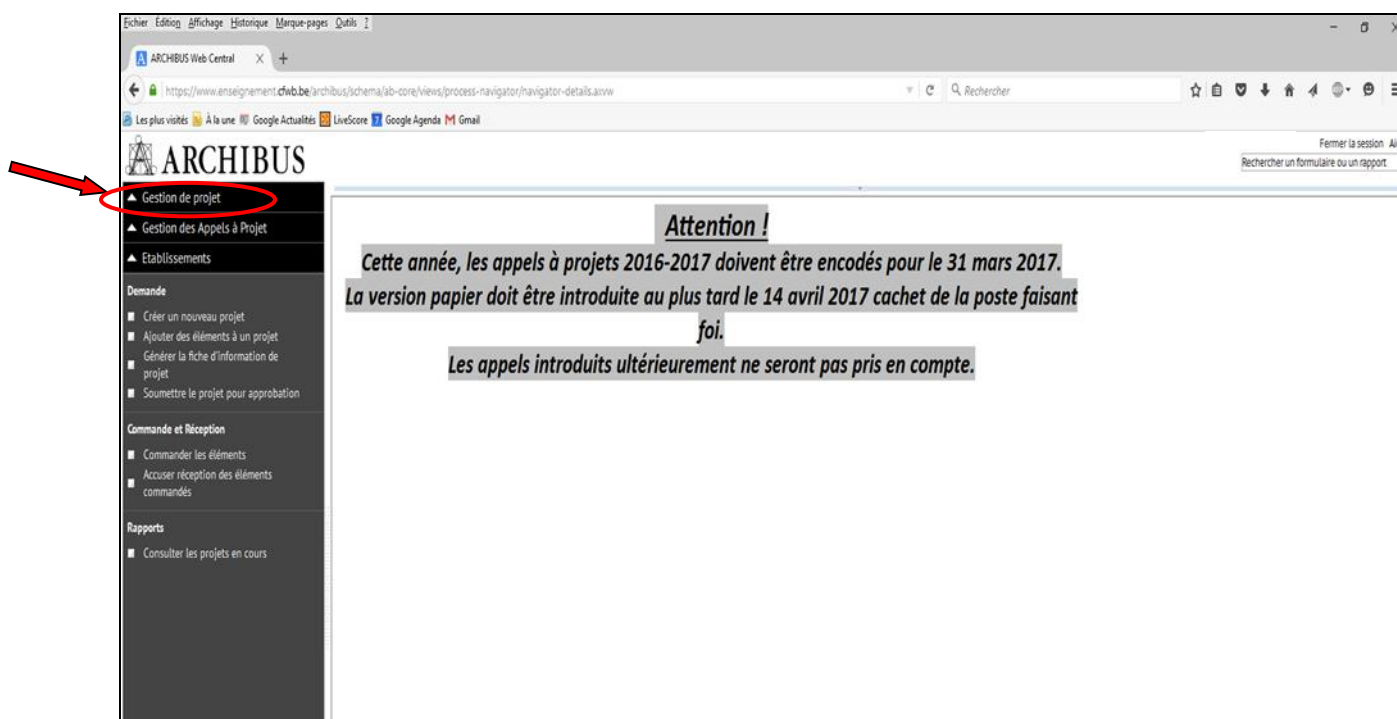 Fichier Édition Affichage Historique Marque-pages Outils ?
ARCHIBUS Web Central
https://www.enseignement.cfwb.be/archibus/schema/ab-core/views/process-navigator/navigator-details.axvw
Rechercher
Les plus visités À la une Google Actualités LiveScore Google Agenda Gmail
ARCHIBUS
Fermer la session
Rechercher un formulaire ou un rapport
Gestion de projet
Gestion des Appels à Projet
Etablissements
Demande
Créer un nouveau projet
Ajouter des éléments à un projet
Générer la fiche d'information de
projet
Soumettre le projet pour approbation
Commande et Réception
Commander les éléments
Accuser réception des éléments
commandés
Rapports
Consulter les projets en cours
Attention !
Cette année, les appels à projets 2016-2017 doivent être encodés pour le 31 mars 2017.
La version papier doit être introduite au plus tard le 14 avril 2017 cachet de la poste faisant
foi.
Les appels introduits ultérieurement ne seront pas pris en compte.